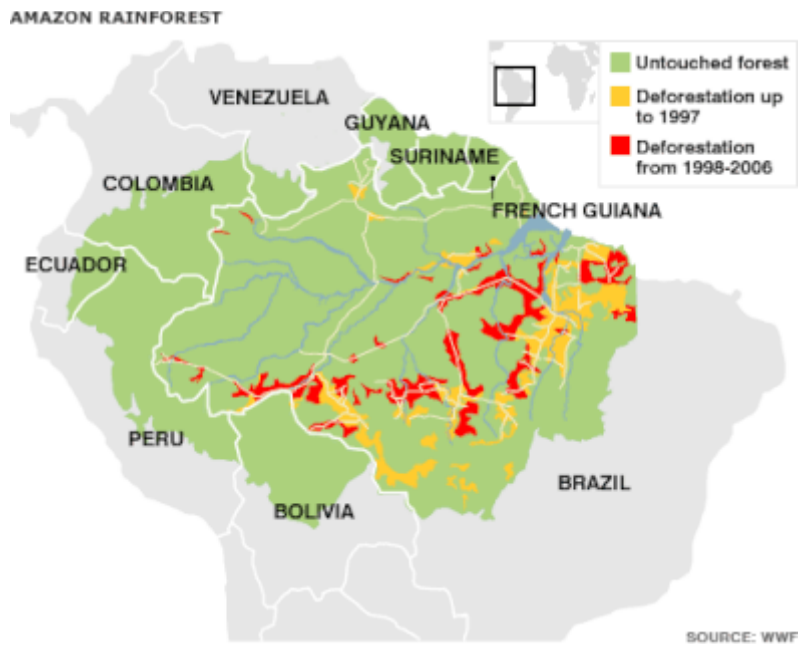 AMAZON RAINFOREST
Untouched forest
Deforestation up
to 1997
Deforestation
from 1998-2006
VENEZUELA
GUYANA
SURINAME
COLOMBIA
FRENCH GUIANA
ECUADOR
PERU
BRAZIL
BOLIVIA
SOURCE: WWF